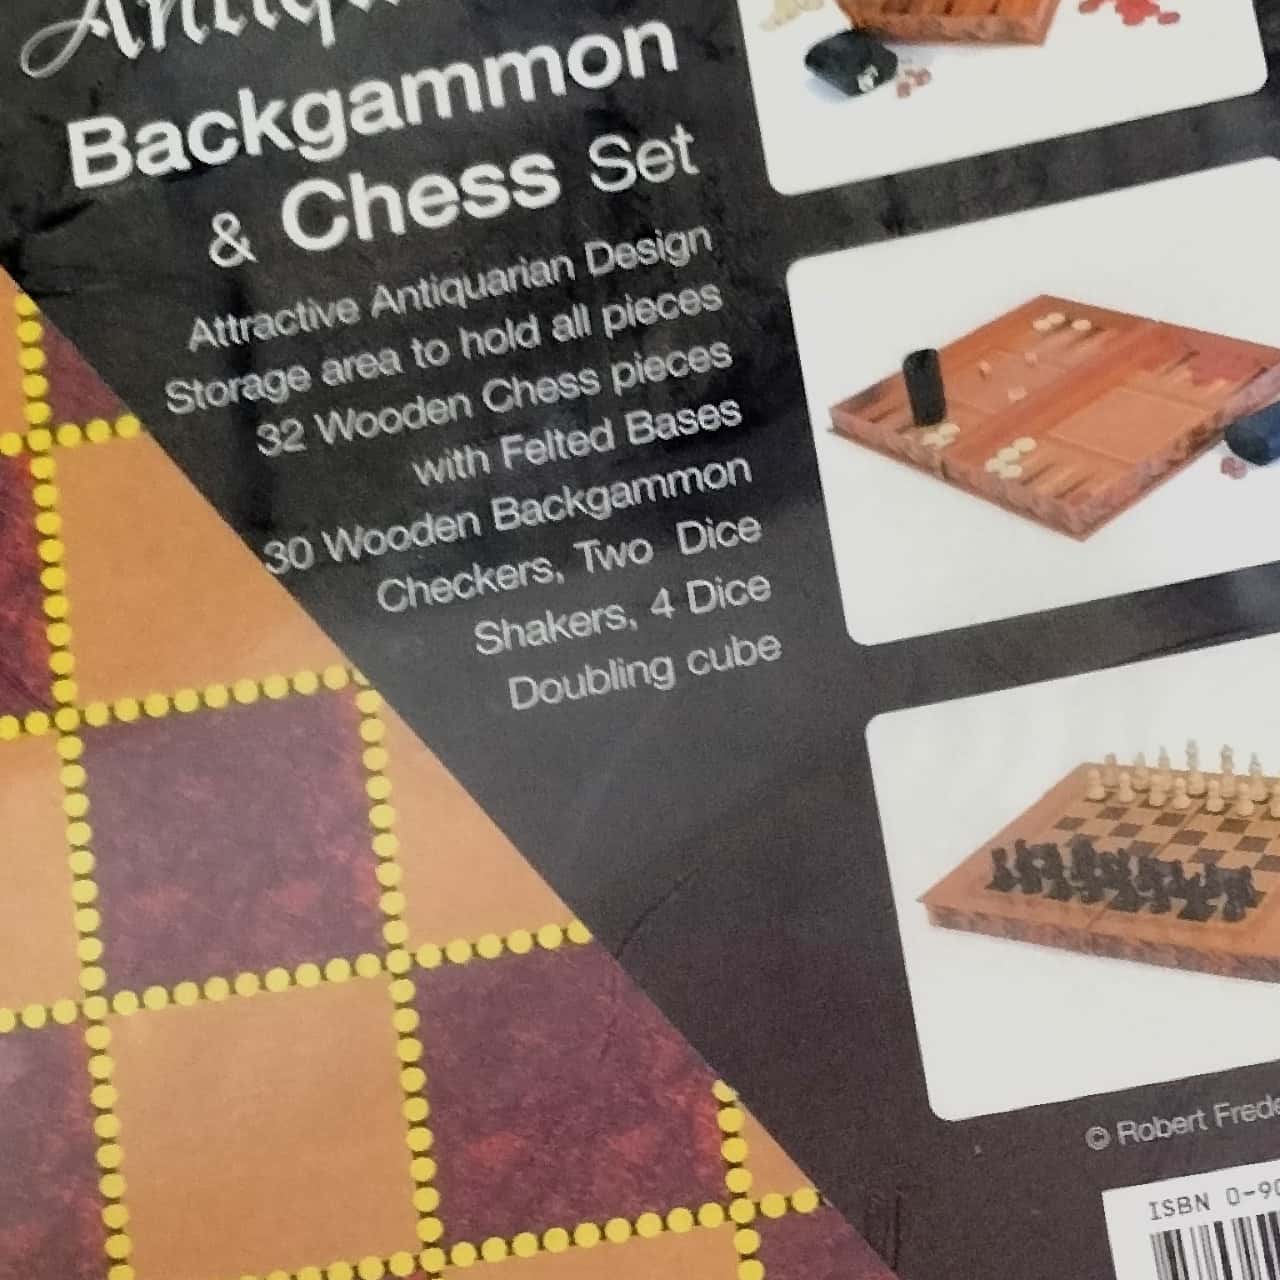 Backgammon
& Chess Set
Attractive Antiquarian Design
Storage area to hold all pieces
32 Wooden Chess pieces
with Felted Bases
30 Wooden Backgammon
Checkers, Two Dice
Shakers, 4 Dice
Doubling cube
© Robert
ISBN